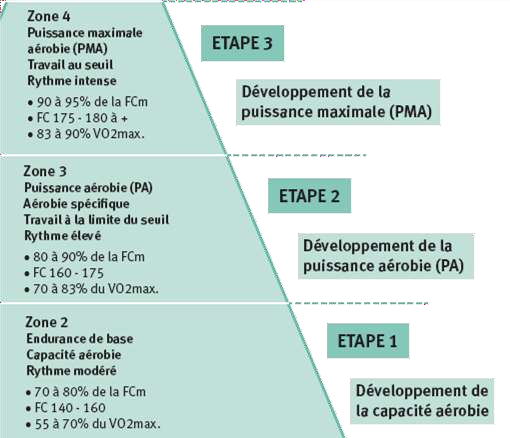 Zone 4
Puissance maximale
aérobie (PMA)
Travail au seuil
Rythme intense
• 90 à 95% de la FCm
• FC 175 - 180 à +
• 83 à 90% VO2max.
ETAPE 3
Développement de la
puissance maximale (PMA)
Zone 3
Puissance aérobie (PA)
Aérobie spécifique
Travail à la limite du seuil
Rythme élevé
• 80 à 90% de la FCm
• FC 160 - 175
• 70 à 83% du VO2max.
ETAPE 2
Développement de la
puissance aérobie (PA)
Zone 2
Endurance de base
Capacité aérobie
Rythme modéré
• 70 à 80% de la FCm
• FC 140 - 160
• 55 à 70% du VO2max.
ETAPE 1
Développement de
la capacité aérobie